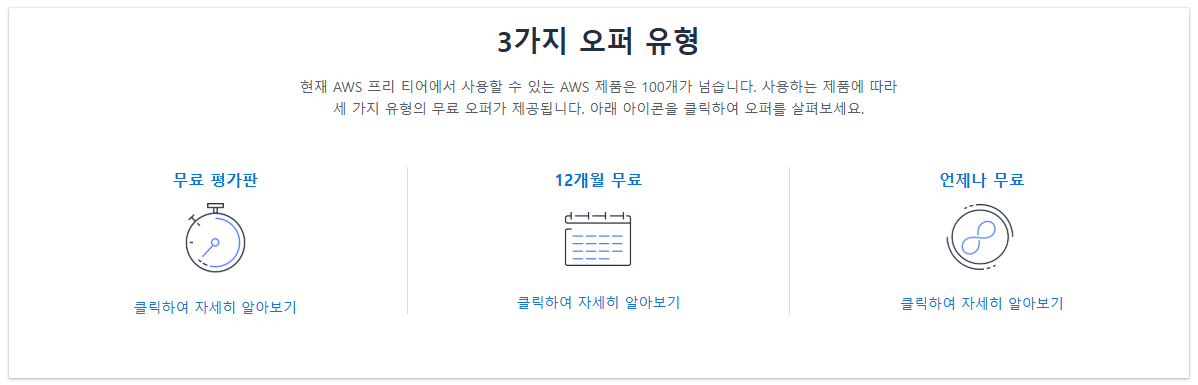 3가지 오퍼 유형
현재 AWS 프리 티어에서 사용할 수 있는 AWS 제품은 100개가 넘습니다. 사용하는 제품에 따라
세 가지 유형의 무료 오퍼가 제공됩니다. 아래 아이콘을 클릭하여 오퍼를 살펴보세요.
무료 평가판
클릭하여 자세히 알아보기
12개월 무료
클릭하여 자세히 알아보기
언제나 무료
클릭하여 자세히 알아보기